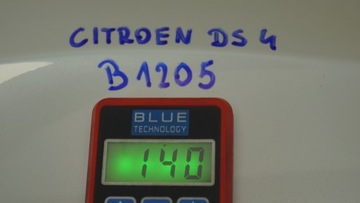 CITROEN DS 4
B1205
BLUE
TECHNOLOGY
140